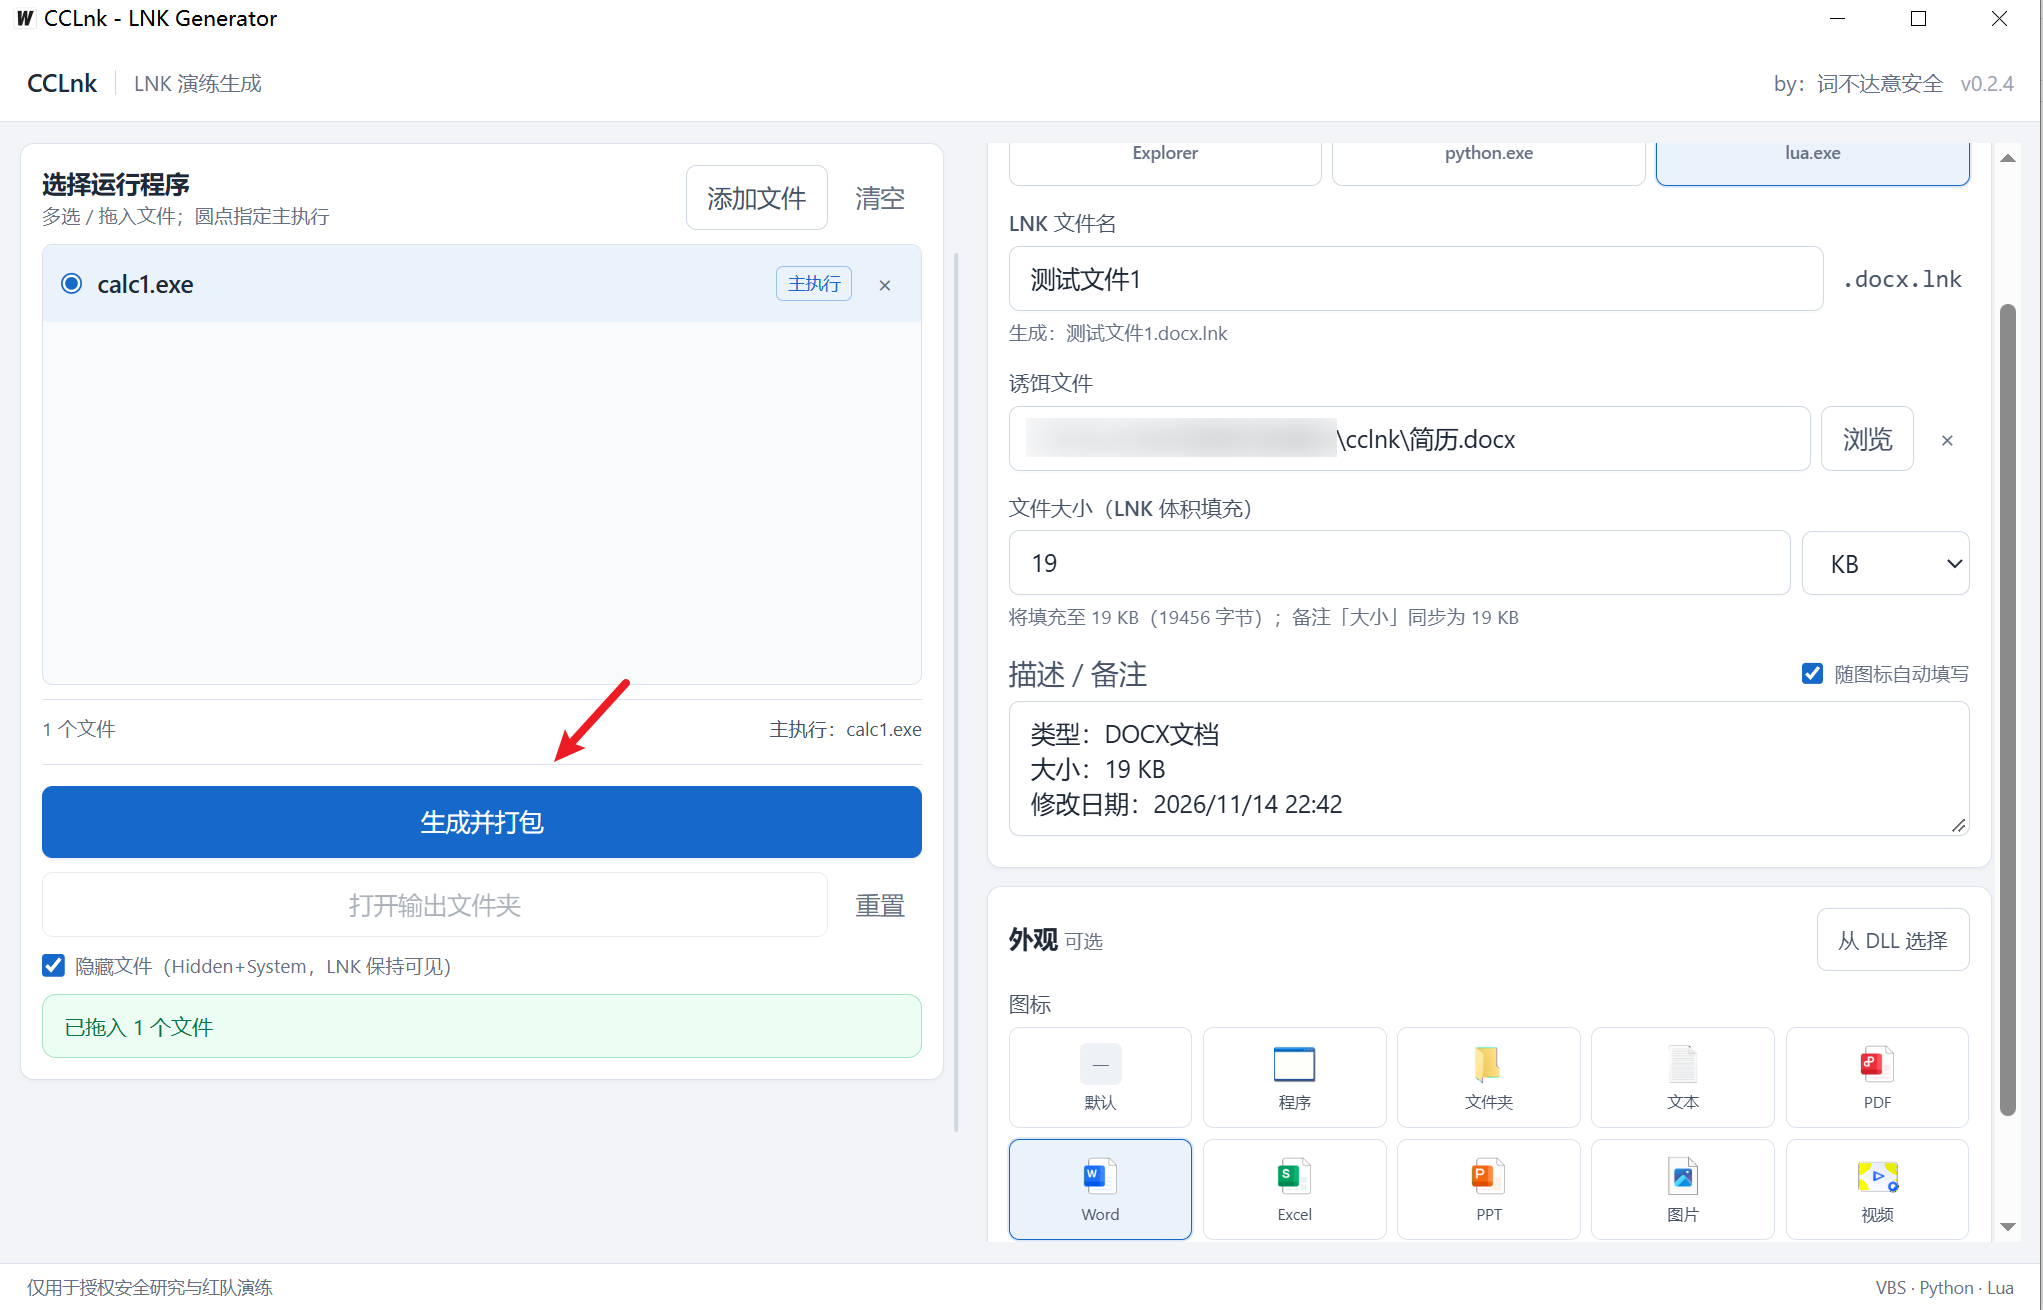 CCLnk - LNK Generator
CCLnk
LNK 演练生成
by：词不达意安全 v0.2.4
选择运行程序
多选 / 拖入文件；圆点指定主执行
添加文件
清空
calc1.exe
主执行
×
1 个文件
主执行：calc1.exe
生成并打包
打开输出文件夹
重置
隐藏文件（Hidden+System，LNK 保持可见）
已拖入 1 个文件
Explorer
python.exe
lua.exe
LNK 文件名
测试文件1
.docx.lnk
生成：测试文件1.docx.lnk
诱饵文件
\cclnk\简历.docx
浏览
×
文件大小（LNK 体积填充）
19
KB
将填充至 19 KB（19456 字节）；备注「大小」同步为 19 KB
描述 / 备注
随图标自动填写
类型：DOCX文档
大小：19 KB
修改日期：2026/11/14 22:42
外观 可选
从 DLL 选择
图标
默认
程序
文件夹
文本
PDF
Word
Excel
PPT
图片
视频
仅用于授权安全研究与红队演练
VBS · Python · Lua